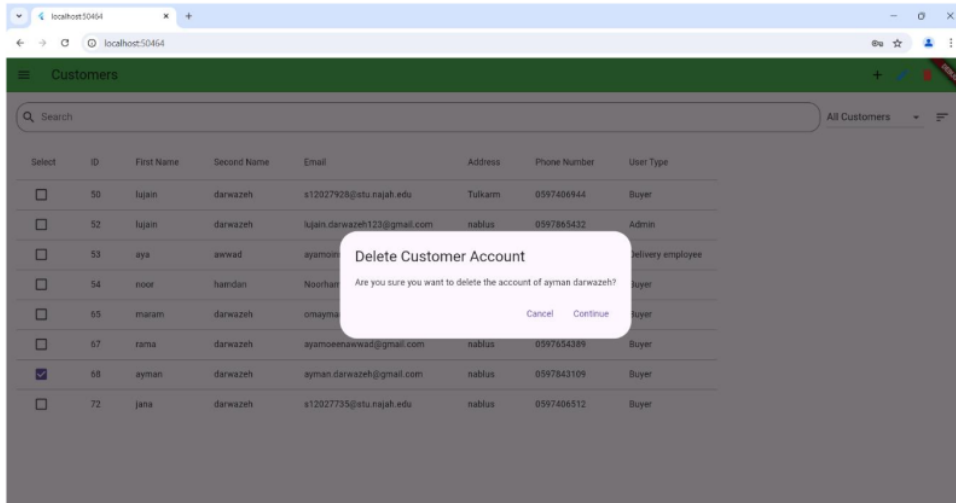 localhost:50464
localhost:50464
Customers
Search
All Customers
Select ID First Name Second Name Email Address Phone Number User Type
50 lujain darwazeh s12027928@stu.najah.edu Tulkarm 0597406944 Buyer
52 lujain darwazeh lujain.darwazeh123@gmail.com nablus 0597865432 Admin
53 aya awwad ayamoin Delivery employee
54 noor hamdan Noorham Buyer
65 maram darwazeh omayma Buyer
67 rama darwazeh ayamoeenawwad@gmail.com nablus 0597654389 Buyer
68 ayman darwazeh ayman.darwazeh@gmail.com nablus 0597843109 Buyer
72 jana darwazeh s12027735@stu.najah.edu nablus 0597406512 Buyer
Delete Customer Account
Are you sure you want to delete the account of ayman darwazeh?
Cancel Continue